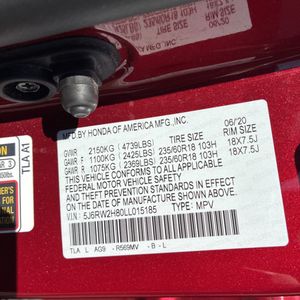 06/20
MFD.BY HONDA OF AMERICA MFG.,INC. 06/20
TIRE SIZE RIM SIZE
GVWR 2150KG (4739LBS)
GAWR F 1100KG (2425LBS) 235/60R18 103H 18X7.5J
GAWR R 1075KG (2369LBS) 235/60R18 103H 18X7.5J
THIS VEHICLE CONFORMS TO ALL APPLICABLE
FEDERAL MOTOR VEHICLE SAFETY
AND THEFT PREVENTION STANDARDS IN EFFECT
ON THE DATE OF MANUFACTURE SHOWN ABOVE.
V.I.N.: 5J6RW2H80LL015185 TYPE: MPV
TLA AG9 - R569MV - B - L
TLA A1